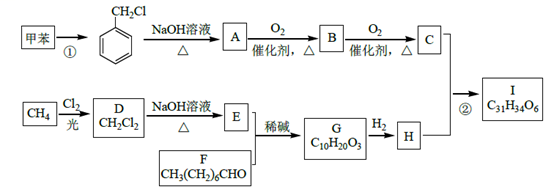 CH₂Cl
甲苯 ① NaOH溶液 △ A O₂ 催化剂,△ B O₂ 催化剂,△ C
② I C₃₁H₃₄O₆
CH₄ Cl₂ 光 D CH₂Cl₂ NaOH溶液 △ E 稀碱 G C₁₀H₂₀O₃ H₂ H
F
CH₃(CH₂)₆CHO